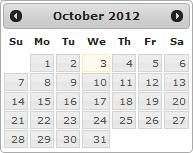 October 2012
Su Mo Tu We Th Fr Sa
1 2 3 4 5 6
7 8 9 10 11 12 13
14 15 16 17 18 19 20
21 22 23 24 25 26 27
28 29 30 31